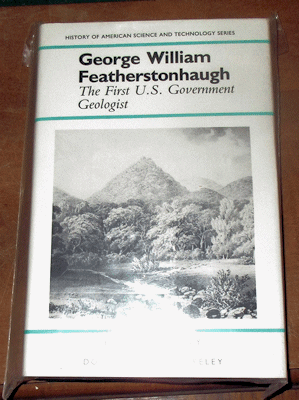 HISTORY OF AMERICAN SCIENCE AND TECHNOLOGY SERIES
George William
Featherstonhaugh
The First U.S. Government
Geologist